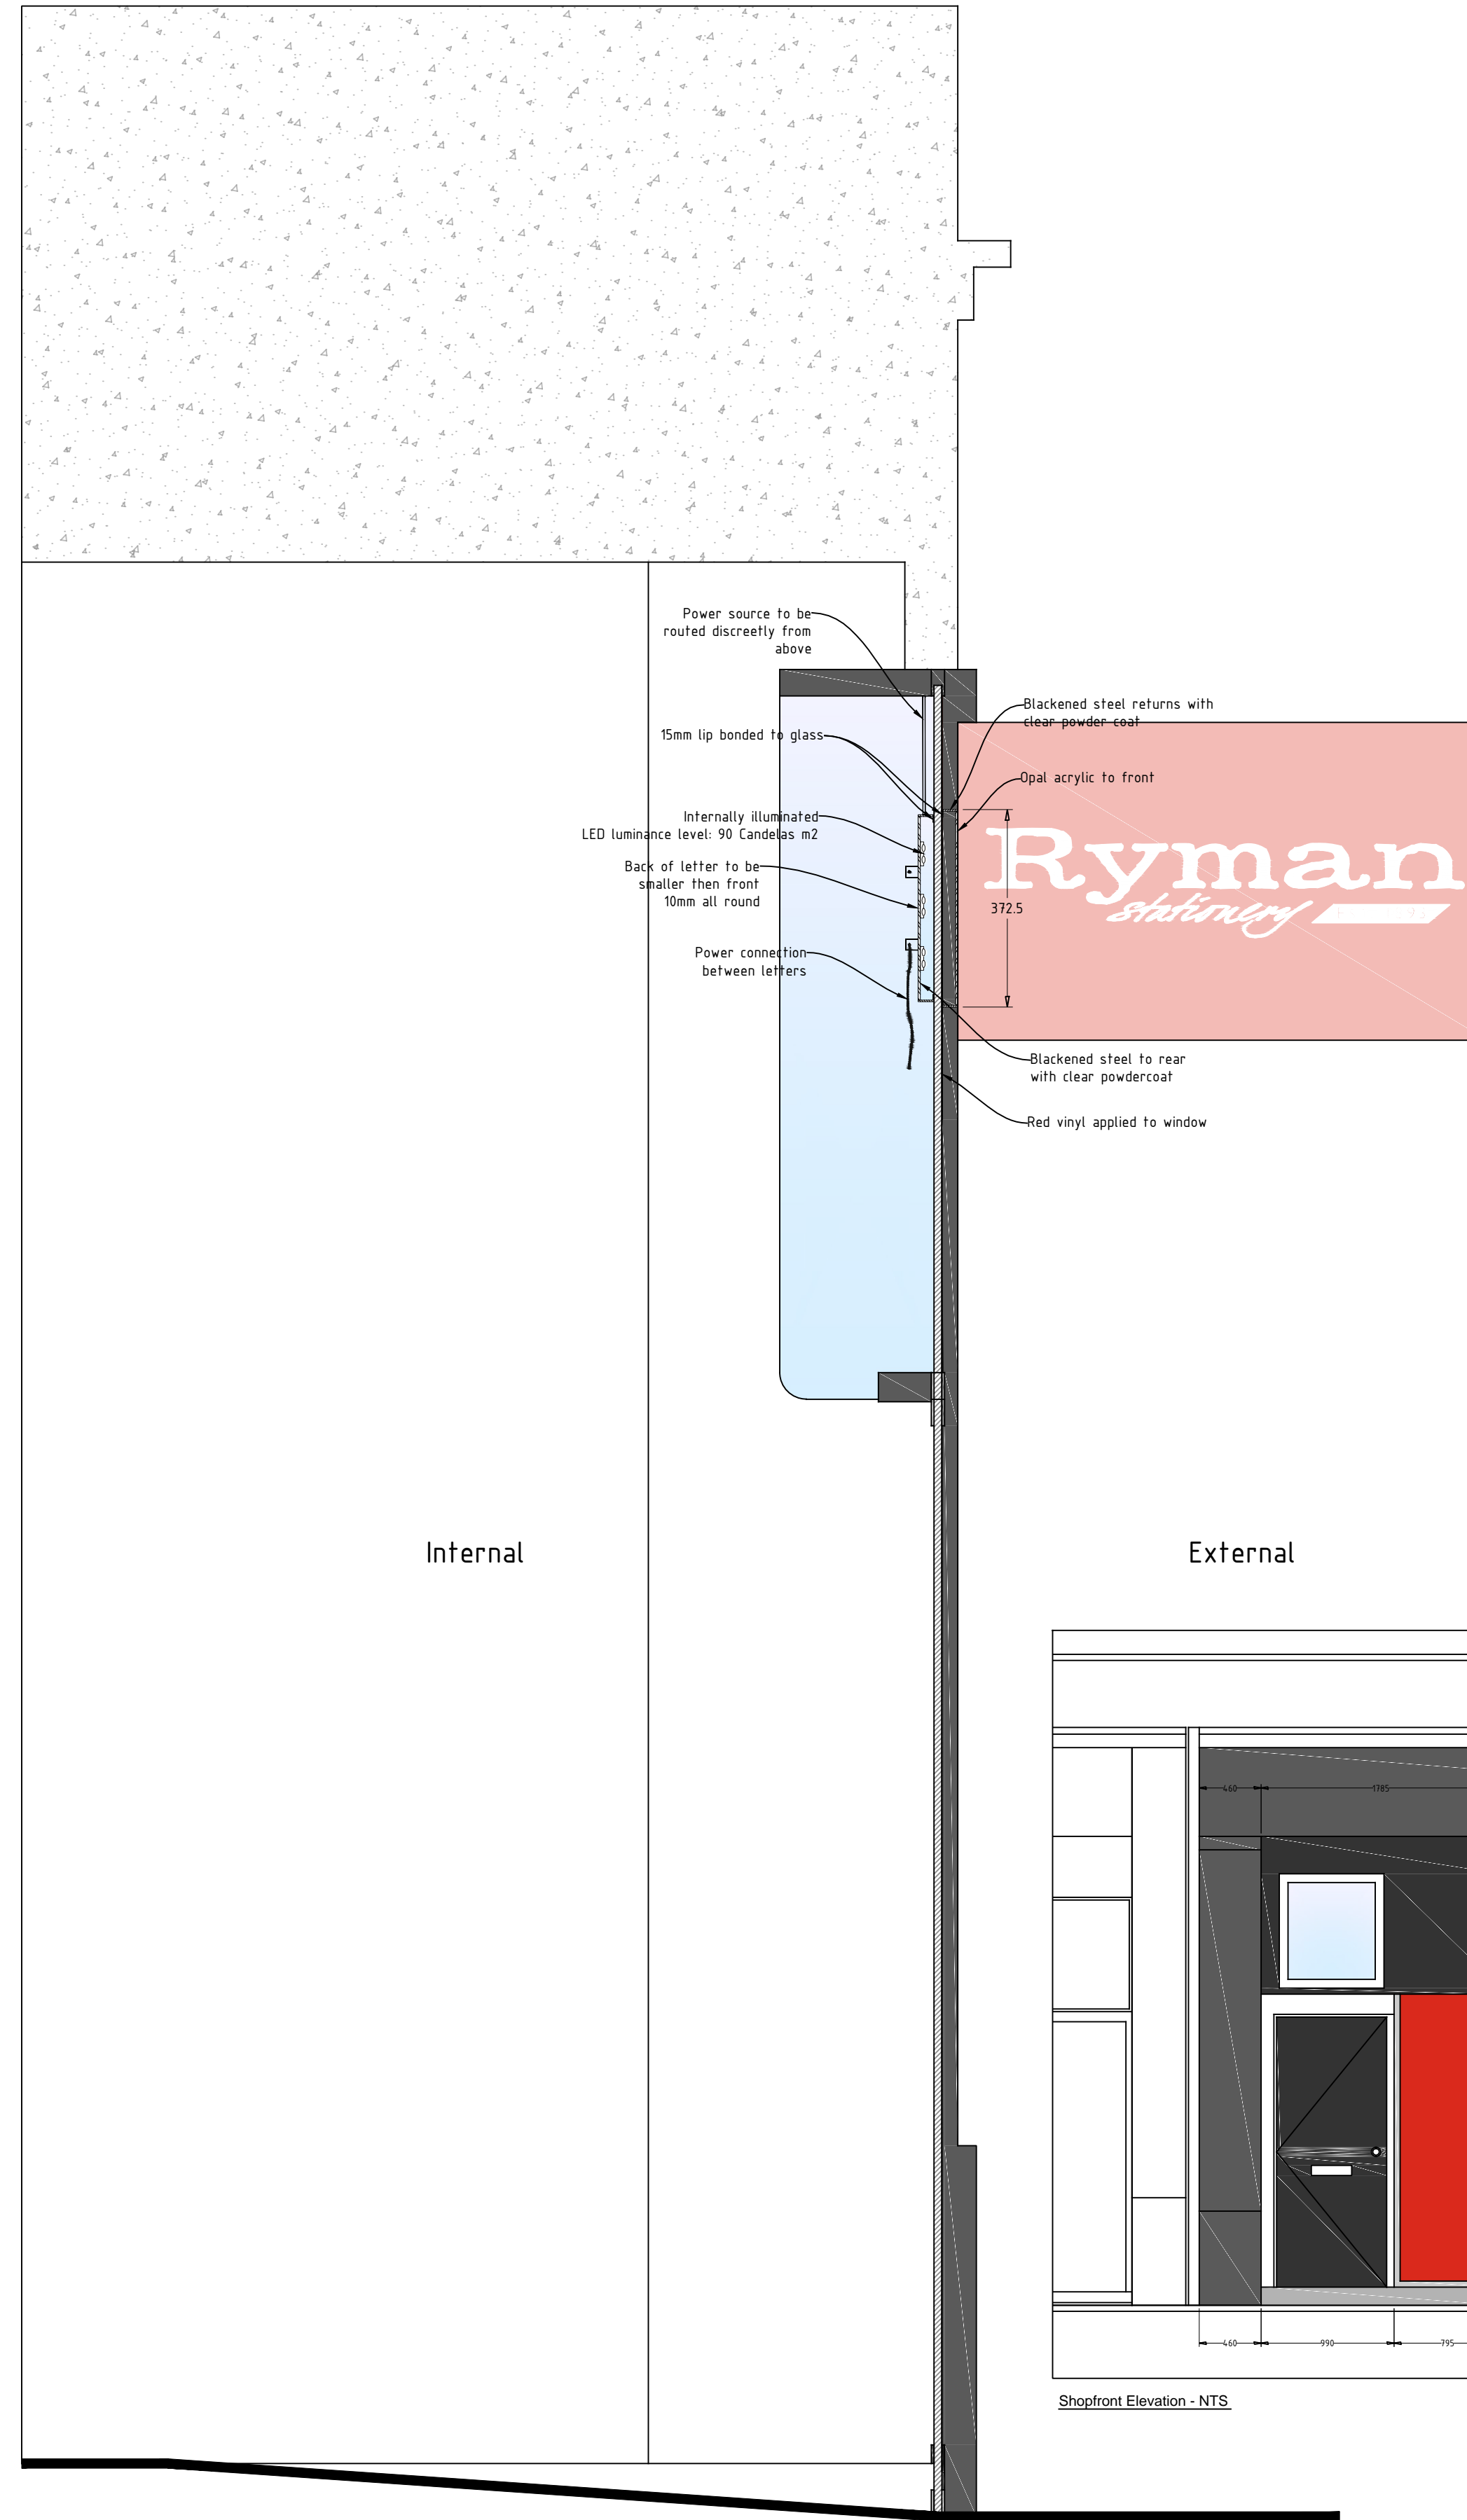 Power source to be
routed discreetly from
above
Blackened steel returns with
clear powder coat
15mm lip bonded to glass
Opal acrylic to front
Internally illuminated
LED luminance level: 90 Candelas m2
Ryman
stationery
Back of letter to be
smaller then front
10mm all round
372.5
Power connection
between letters
Blackened steel to rear
with clear powdercoat
Red vinyl applied to window
Internal
External
460
1785
460
990
795
Shopfront Elevation - NTS